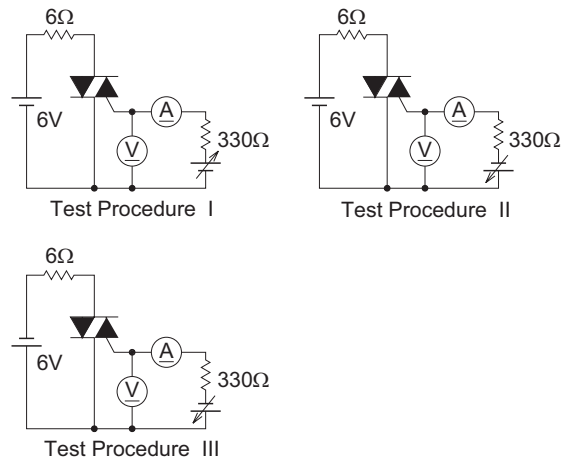 6Ω
6V
A
V
330Ω
Test Procedure I
6Ω
6V
A
V
330Ω
Test Procedure II
6Ω
6V
A
V
330Ω
Test Procedure III